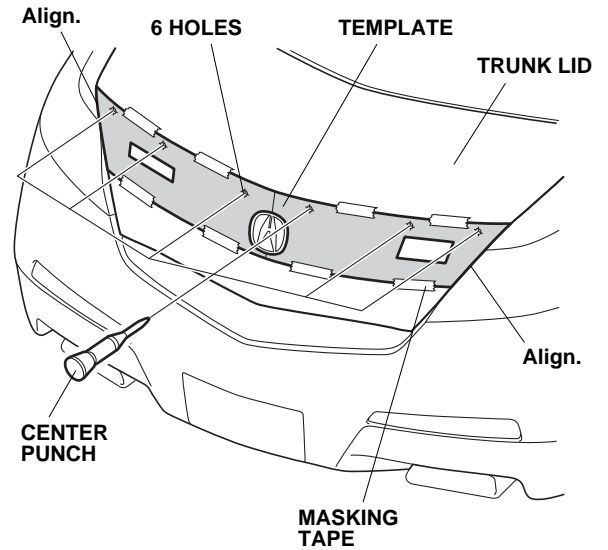 Align.
6 HOLES
TEMPLATE
TRUNK LID
Align.
CENTER
PUNCH
MASKING
TAPE